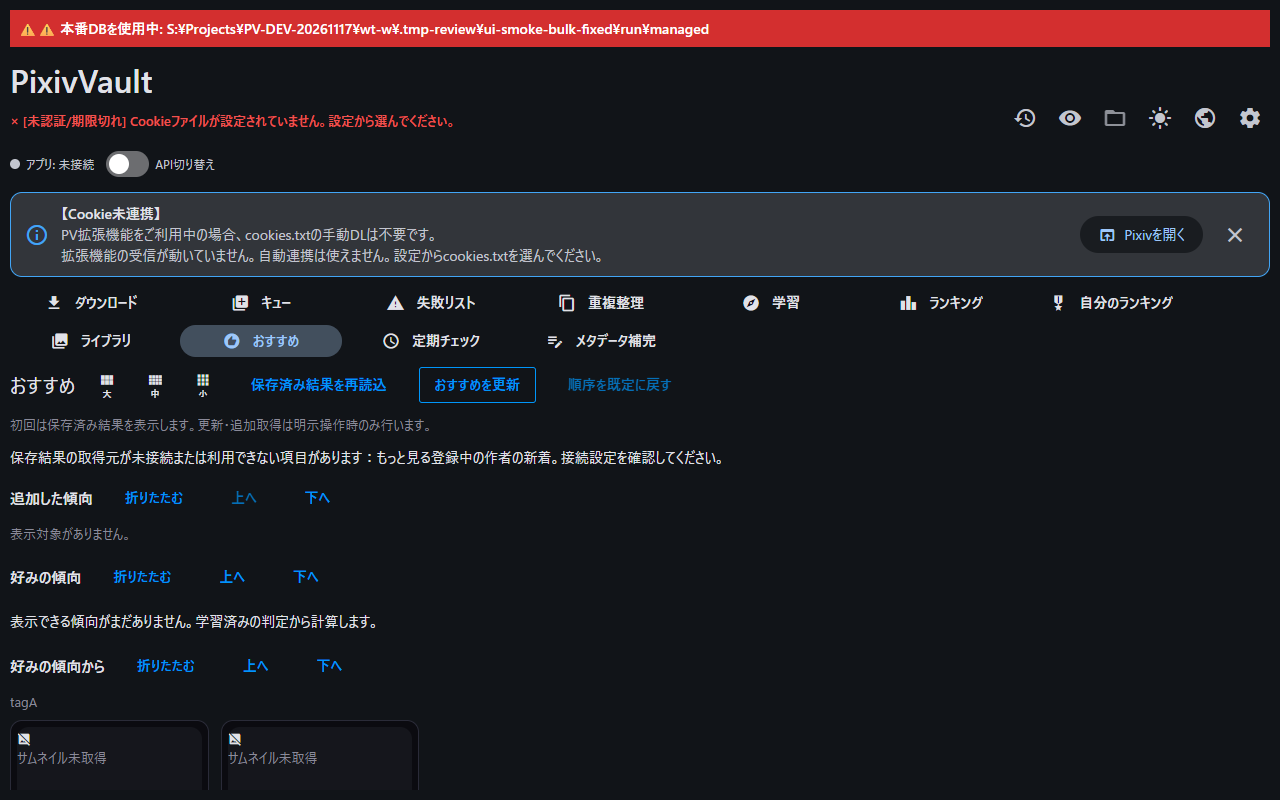 本番DBを使用中: S:¥Projects¥PV-DEV-20261117¥wt-w¥.tmp-review¥ui-smoke-bulk-fixed¥run¥managed
PixivVault
× [未認証/期限切れ] Cookieファイルが設定されていません。設定から選んでください。
アプリ: 未接続 API切り替え
【Cookie未連携】
PV拡張機能をご利用中の場合、cookies.txtの手動DLは不要です。
拡張機能の受信が動いていません。自動連携は使えません。設定からcookies.txtを選んでください。
Pixivを開く
ダウンロード キュー 失敗リスト 重複整理 学習 ランキング 自分のランキング
ライブラリ おすすめ 定期チェック メタデータ補完
おすすめ 大 中 小 保存済み結果を再読込 おすすめを更新 順序を既定に戻す
初回は保存済み結果を表示します。更新・追加取得は明示操作時のみ行います。
保存結果の取得元が未接続または利用できない項目があります：もっと見る登録中の作者の新着。接続設定を確認してください。
追加した傾向 折りたたむ 上へ 下へ
表示対象がありません。
好みの傾向 折りたたむ 上へ 下へ
表示できる傾向がまだありません。学習済みの判定から計算します。
好みの傾向から 折りたたむ 上へ 下へ
tagA
サムネイル未取得 サムネイル未取得